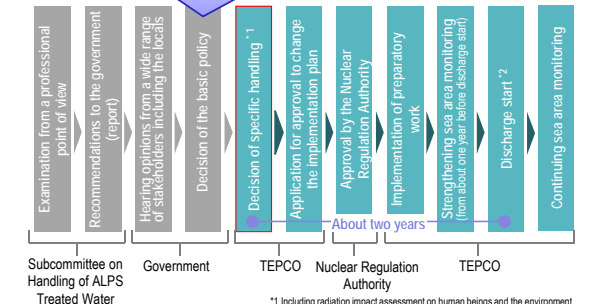 Examination from a professional
point of view
Recommendations to the government
(report)
Hearing opinions from a wide range
of stakeholders including the locals
Decision of the basic policy
Decision of specific handling *1
Application for approval to change
the Implementation plan
Approval by the Nuclear
Regulation Authority
Implementation of preparatory
work
Strengthening sea area monitoring
(from about one year before discharge start)
Discharge start *2
Continuing sea area monitoring
About two years
Subcommittee on
Handling of ALPS
Treated Water
Government
TEPCO
Nuclear Regulation
Authority
TEPCO
*1 Including radiation impact assessment on human beings and the environment